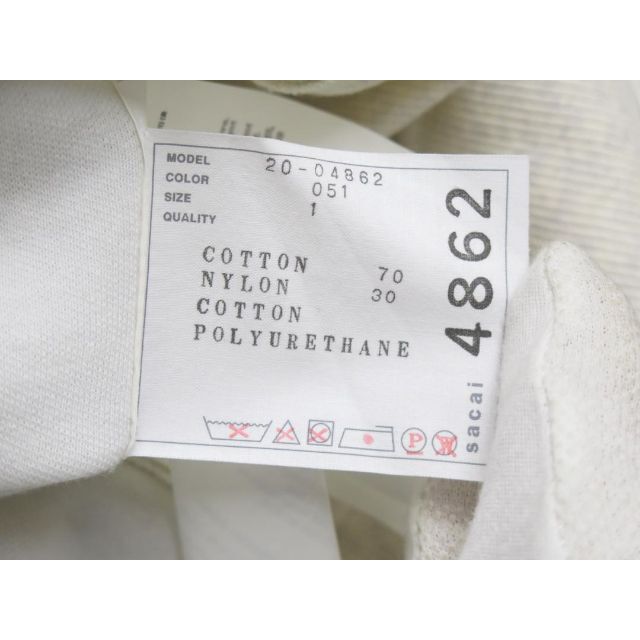 MODEL 20-04862
COLOR 051
SIZE 1
QUALITY
COTTON 70
NYLON 30
COTTON
POLYURETHANE
P
W
sacai 4862